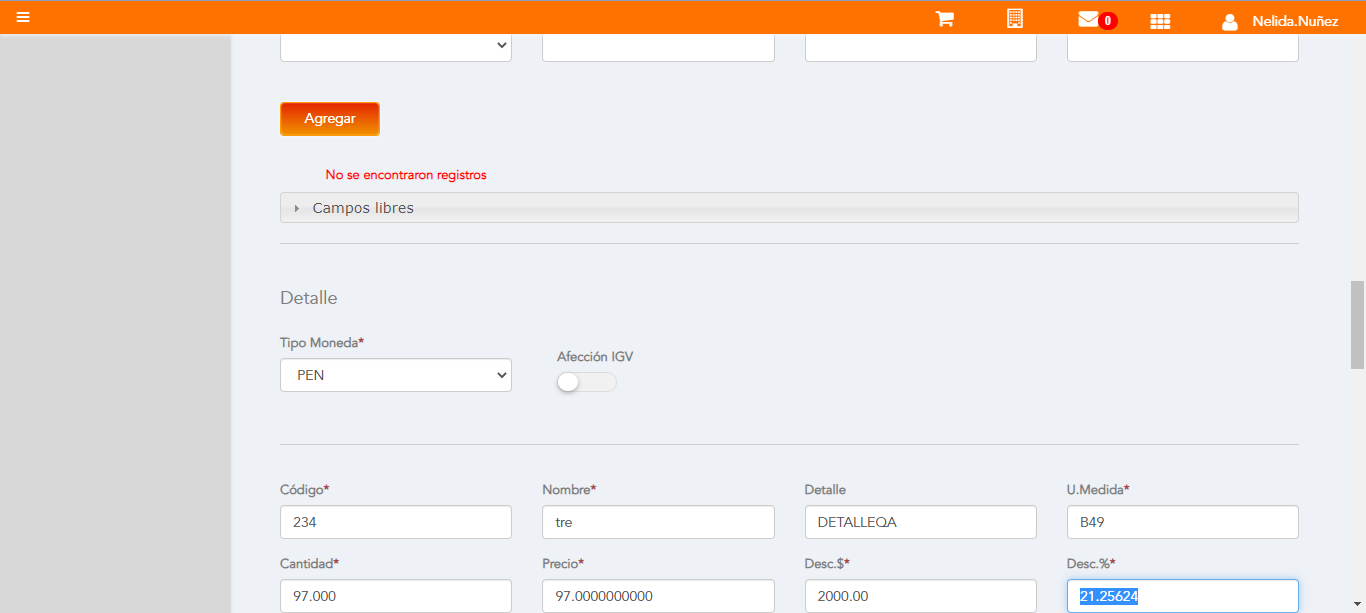 0 Nelida.Nuñez
Agregar
No se encontraron registros
Campos libres
Detalle
Tipo Moneda*
Afección IGV
PEN
Código* Nombre* Detalle U.Medida*
234 tre DETALLEQA B49
Cantidad* Precio* Desc.$* Desc.%*
97.000 97.0000000000 2000.00 21.25624